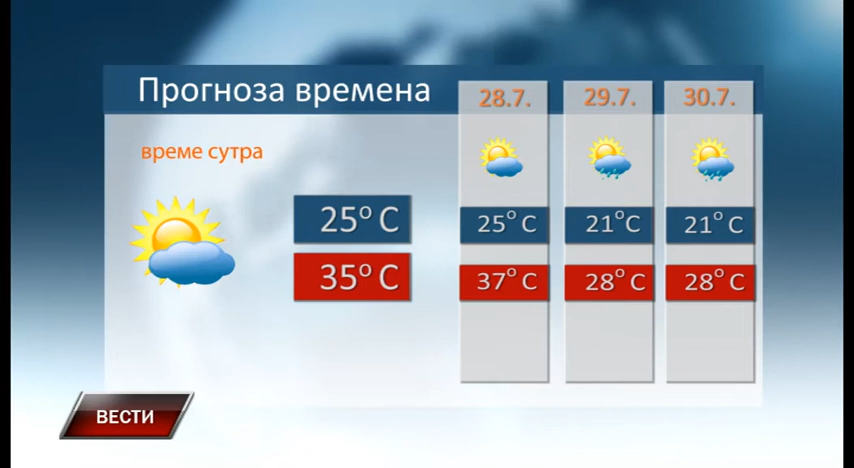 Прогноза времена
време сутра
25° C
35° C
28.7.
25° C
37° C
29.7.
21°C
28° C
30.7.
21° C
28° C
ВЕСТИ